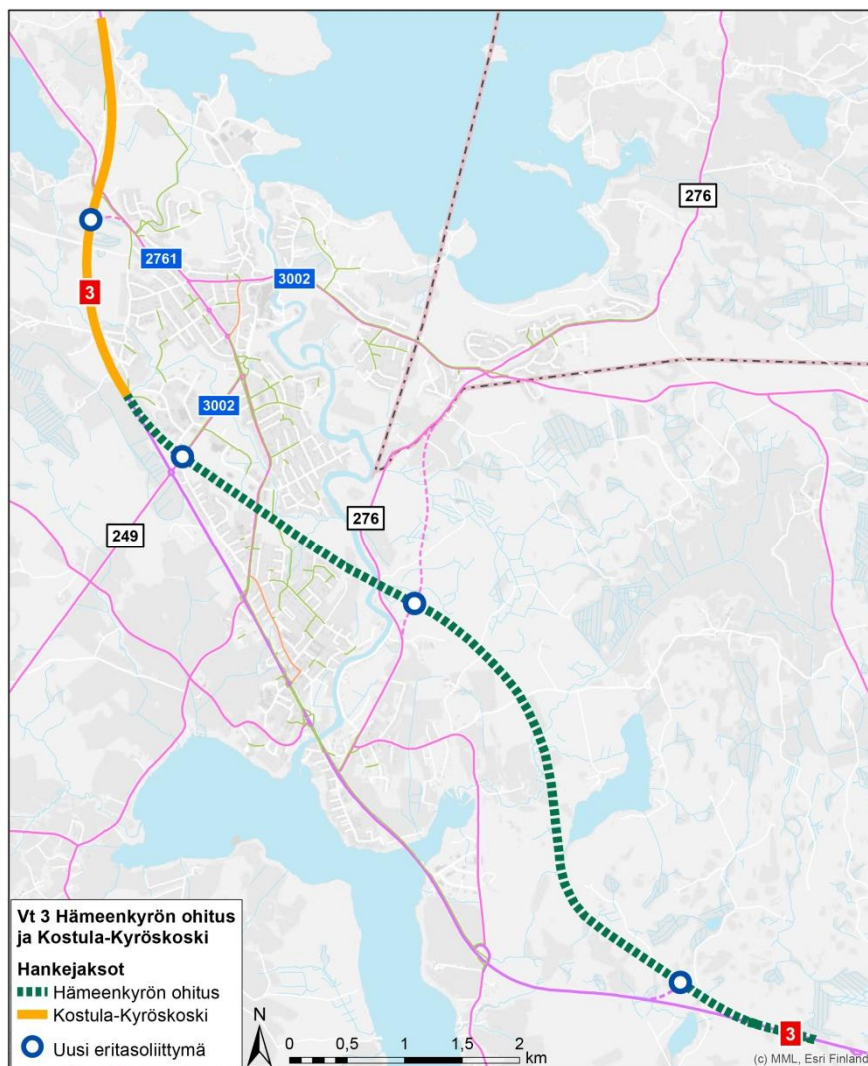 276
2761
3002
3
3002
276
249
Vt 3 Hämeenkyrön ohitus
ja Kostula-Kyröskoski
Hankejaksot
Hämeenkyrön ohitus
Kostula-Kyröskoski
Uusi eritasoliittymä
N
0 0,5 1 1,5 2
km
3
(c) MML, Esri Finland